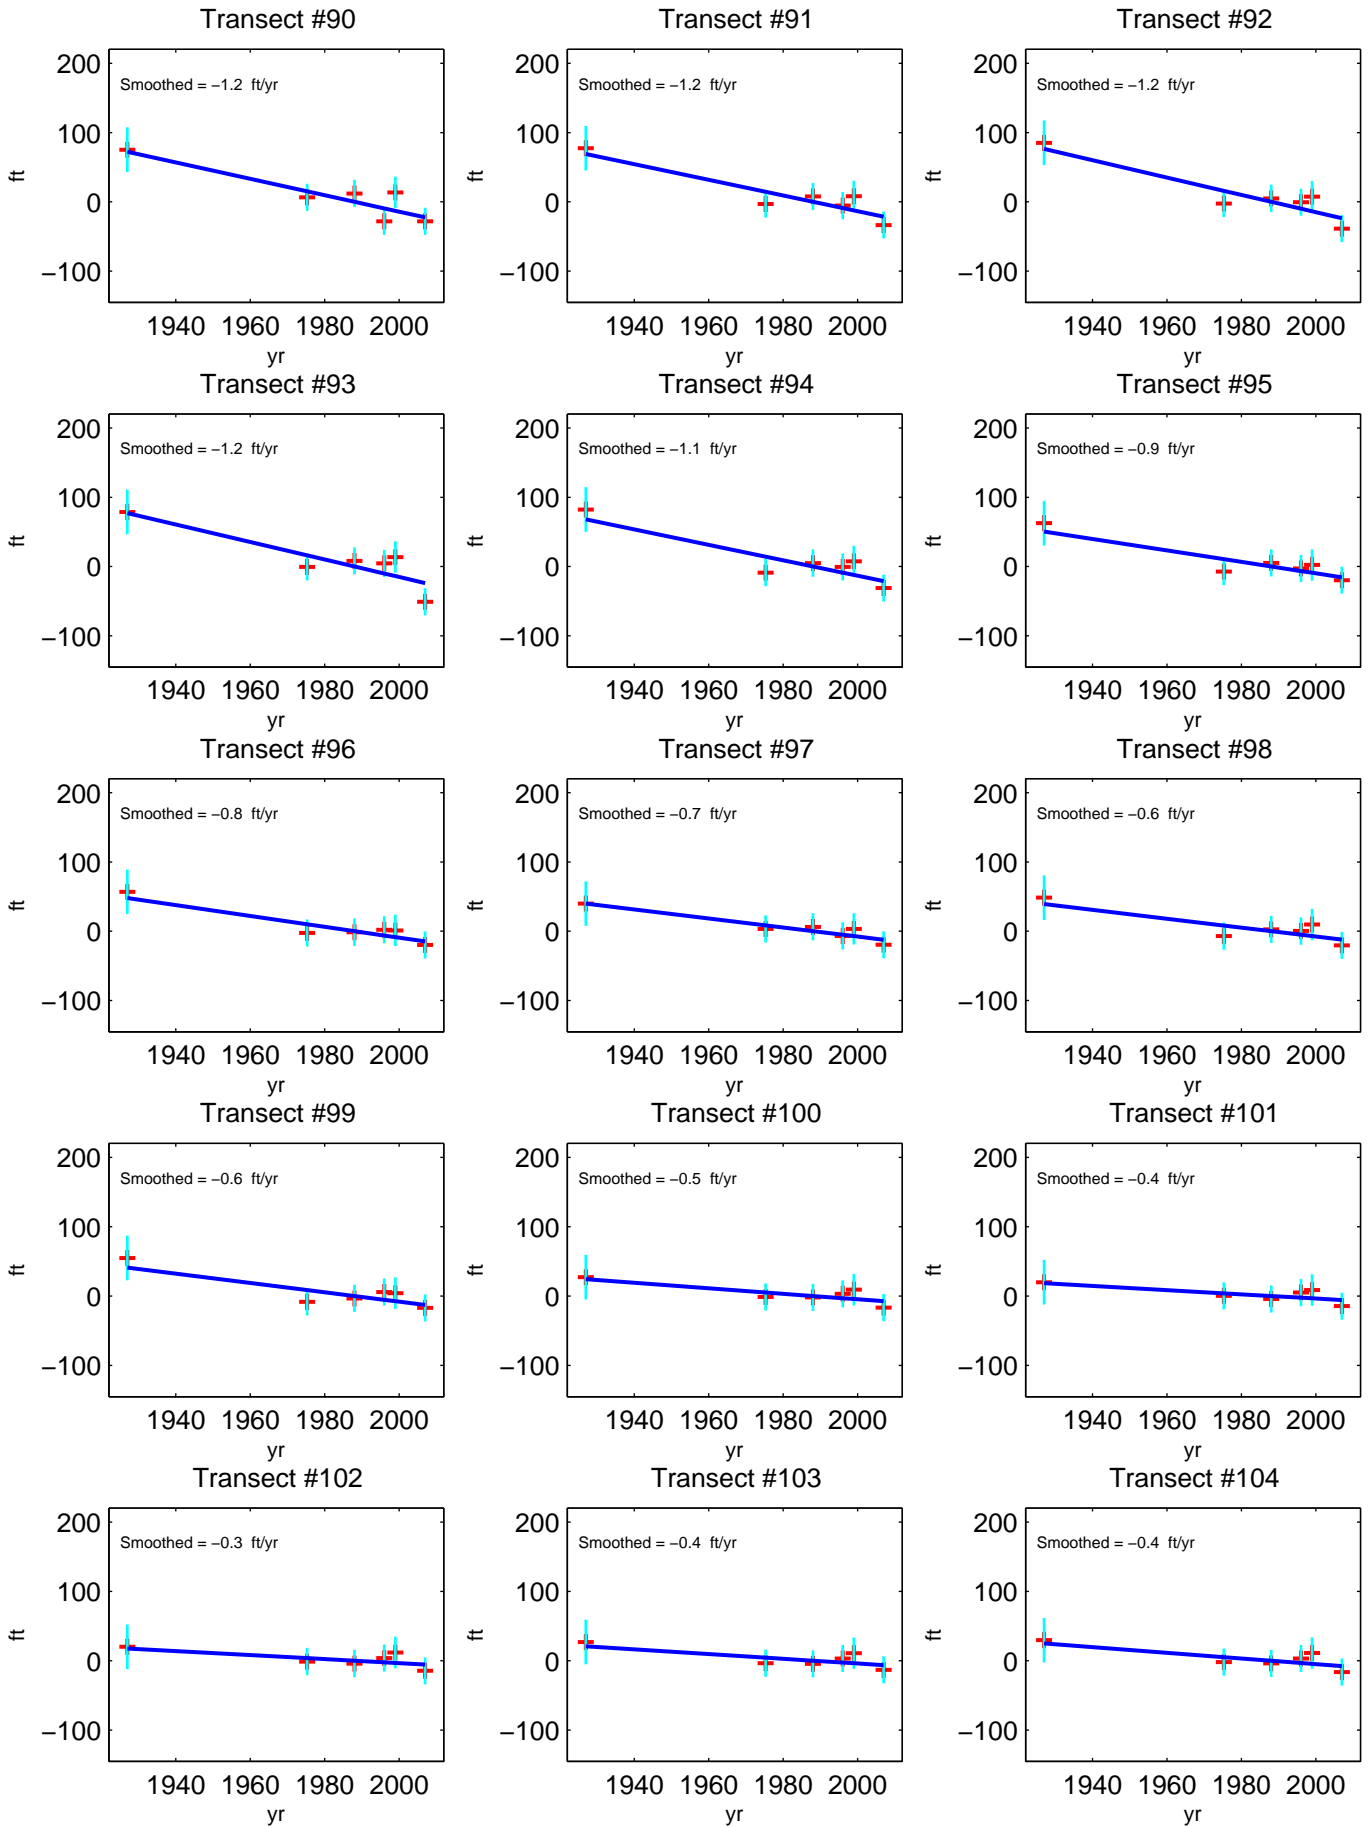 Transect #90
Transect #91
Transect #92
200
100
0
−100
ft
Smoothed = −1.2 ft/yr
1940 1960 1980 2000
yr
200
100
0
−100
ft
Smoothed = −1.2 ft/yr
1940 1960 1980 2000
yr
200
100
0
−100
ft
Smoothed = −1.2 ft/yr
1940 1960 1980 2000
yr
Transect #93
Transect #94
Transect #95
200
100
0
−100
ft
Smoothed = −1.2 ft/yr
1940 1960 1980 2000
yr
200
100
0
−100
ft
Smoothed = −1.1 ft/yr
1940 1960 1980 2000
yr
200
100
0
−100
ft
Smoothed = −0.9 ft/yr
1940 1960 1980 2000
yr
Transect #96
Transect #97
Transect #98
200
100
0
−100
ft
Smoothed = −0.8 ft/yr
1940 1960 1980 2000
yr
200
100
0
−100
ft
Smoothed = −0.7 ft/yr
1940 1960 1980 2000
yr
200
100
0
−100
ft
Smoothed = −0.6 ft/yr
1940 1960 1980 2000
yr
Transect #99
Transect #100
Transect #101
200
100
0
−100
ft
Smoothed = −0.6 ft/yr
1940 1960 1980 2000
yr
200
100
0
−100
ft
Smoothed = −0.5 ft/yr
1940 1960 1980 2000
yr
200
100
0
−100
ft
Smoothed = −0.4 ft/yr
1940 1960 1980 2000
yr
Transect #102
Transect #103
Transect #104
200
100
0
−100
ft
Smoothed = −0.3 ft/yr
1940 1960 1980 2000
yr
200
100
0
−100
ft
Smoothed = −0.4 ft/yr
1940 1960 1980 2000
yr
200
100
0
−100
ft
Smoothed = −0.4 ft/yr
1940 1960 1980 2000
yr